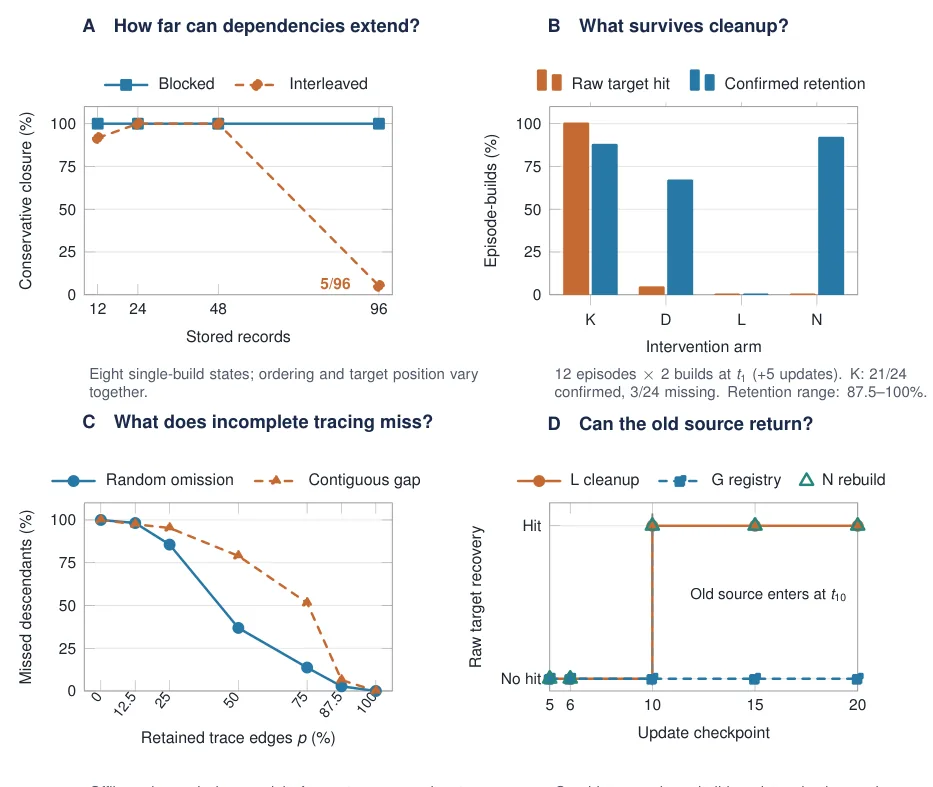 A How far can dependencies extend?
Blocked Interleaved
Conservative closure (%)
100
75
50
25
0
5/96
12 24 48 96
Stored records
Eight single-build states; ordering and target position vary
together.
B What survives cleanup?
Raw target hit Confirmed retention
Episode-builds (%)
100
75
50
25
0
K D L N
Intervention arm
12 episodes × 2 builds at t1 (+5 updates). K: 21/24
confirmed, 3/24 missing. Retention range: 87.5–100%.
C What does incomplete tracing miss?
Random omission Contiguous gap
Missed descendants (%)
100
75
50
25
0
0 12.5 25 50 75 87.5 100
Retained trace edges p (%)
D Can the old source return?
L cleanup G registry N rebuild
Raw target recovery
Hit
Old source enters at t10
No hit
5 6 10 15 20
Update checkpoint